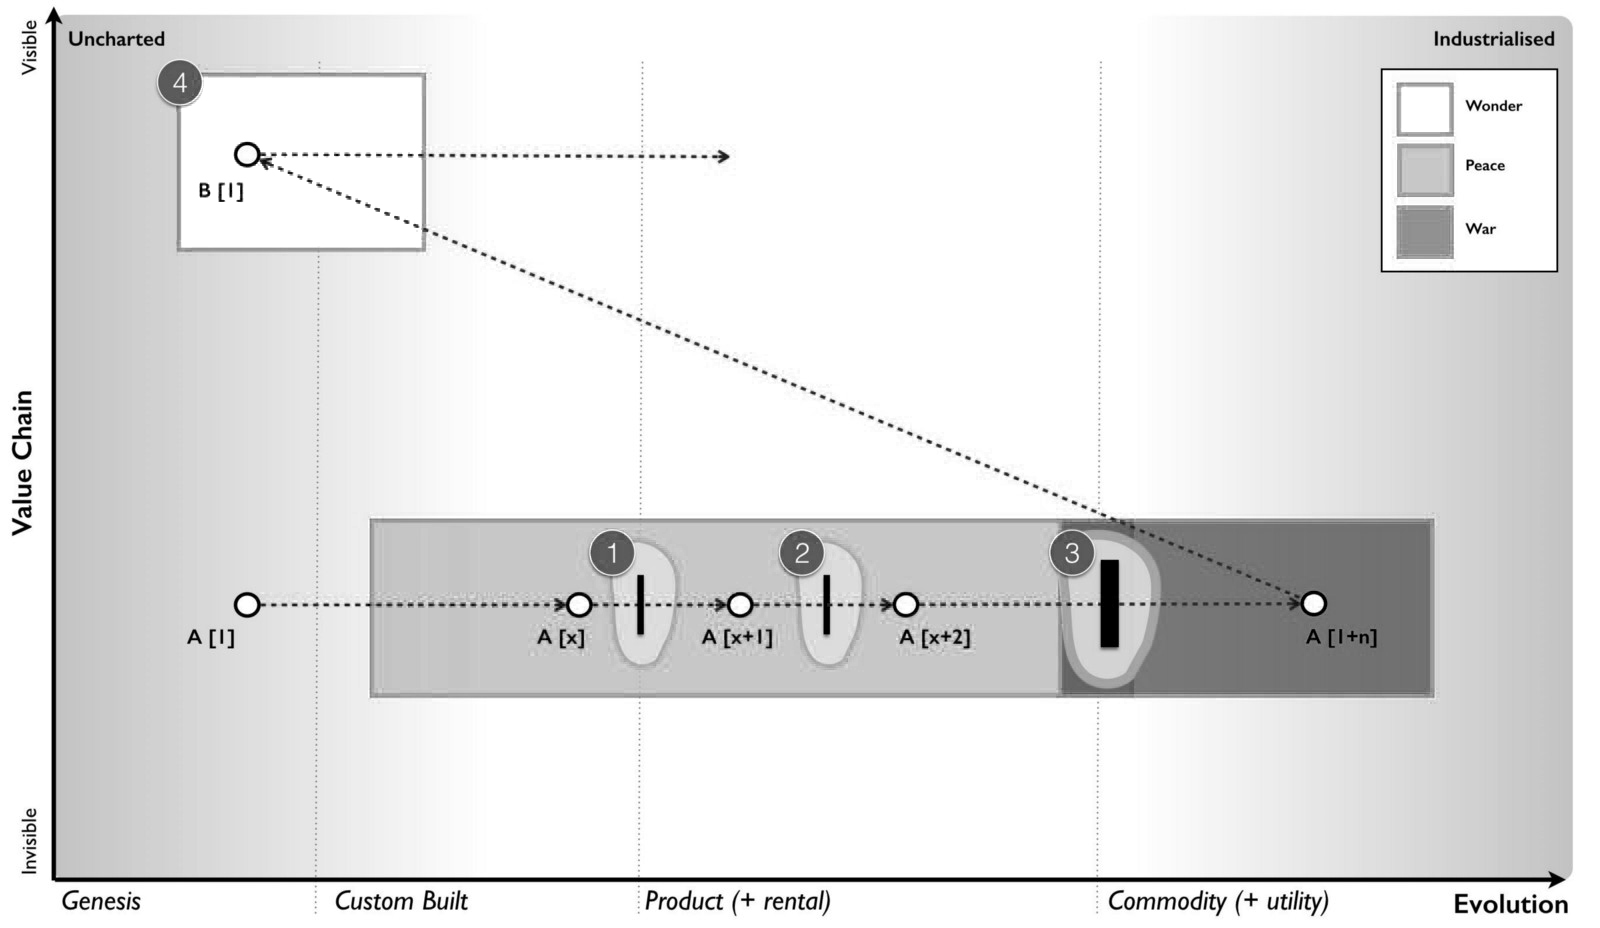 Visible
Uncharted
Industrialised
4
Wonder
Peace
War
B [1]
Value Chain
1
2
3
A [1]
A [x]
A [x+1]
A [x+2]
A [1+n]
Invisible
Genesis
Custom Built
Product (+ rental)
Commodity (+ utility)
Evolution